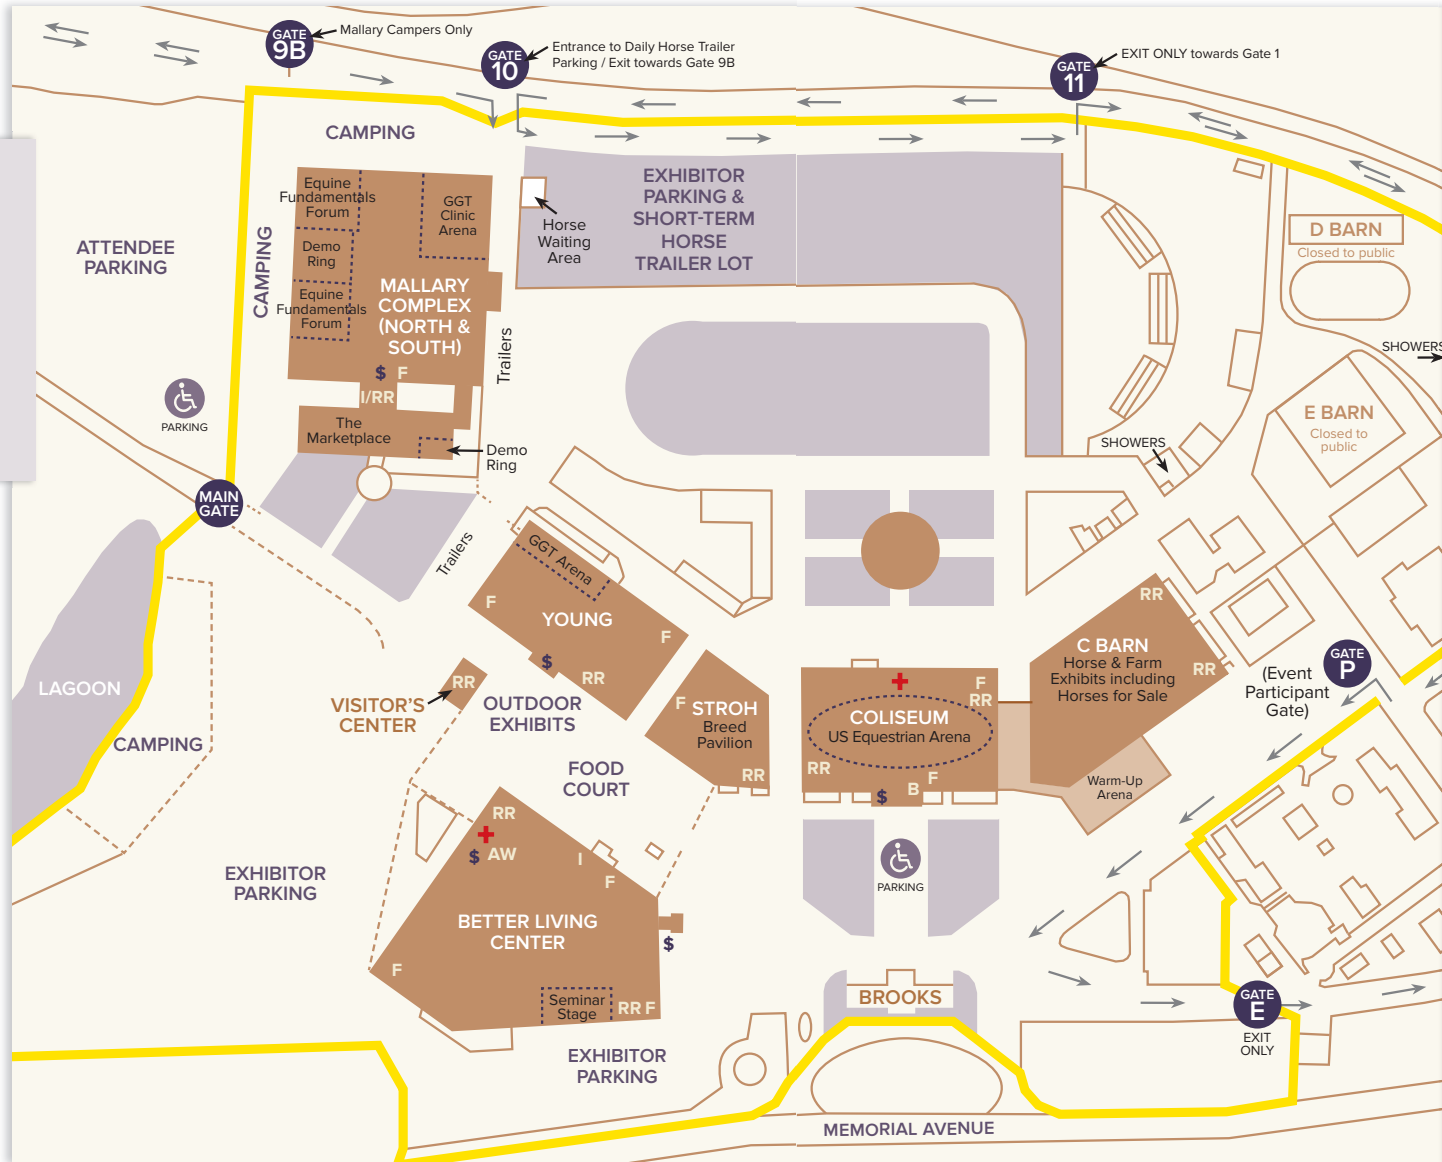 GATE
9B
Mallary Campers Only
GATE
10
Entrance to Daily Horse Trailer
Parking / Exit towards Gate 9B
GATE
11
EXIT ONLY towards Gate 1
CAMPING
CAMPING
ATTENDEE
PARKING
Equine
Fundamentals
Forum
GGT
Clinic
Arena
Demo
Ring
Equine
Fundamentals
Forum
MALLARY
COMPLEX
(NORTH &
SOUTH)
$ F
I/RR
The
Marketplace
Demo
Ring
Trailers
Horse
Waiting
Area
EXHIBITOR
PARKING &
SHORT-TERM
HORSE
TRAILER LOT
D BARN
Closed to public
SHOWERS
E BARN
Closed to
public
SHOWERS
PARKING
MAIN
GATE
Trailers
GGT Arena
F
YOUNG
F
$
RR
LAGOON
CAMPING
VISITOR'S
CENTER
RR
OUTDOOR
EXHIBITS
F
STROH
Breed
Pavilion
RR
FOOD
COURT
F
RR
COLISEUM
US Equestrian Arena
RR
F
B
$
RR
C BARN
Horse & Farm
Exhibits including
Horses for Sale
RR
Warm-Up
Arena
GATE
P
(Event
Participant
Gate)
PARKING
EXHIBITOR
PARKING
RR
$ AW
I
F
BETTER LIVING
CENTER
$
F
Seminar
Stage
RR F
EXHIBITOR
PARKING
BROOKS
GATE
E
EXIT
ONLY
MEMORIAL AVENUE